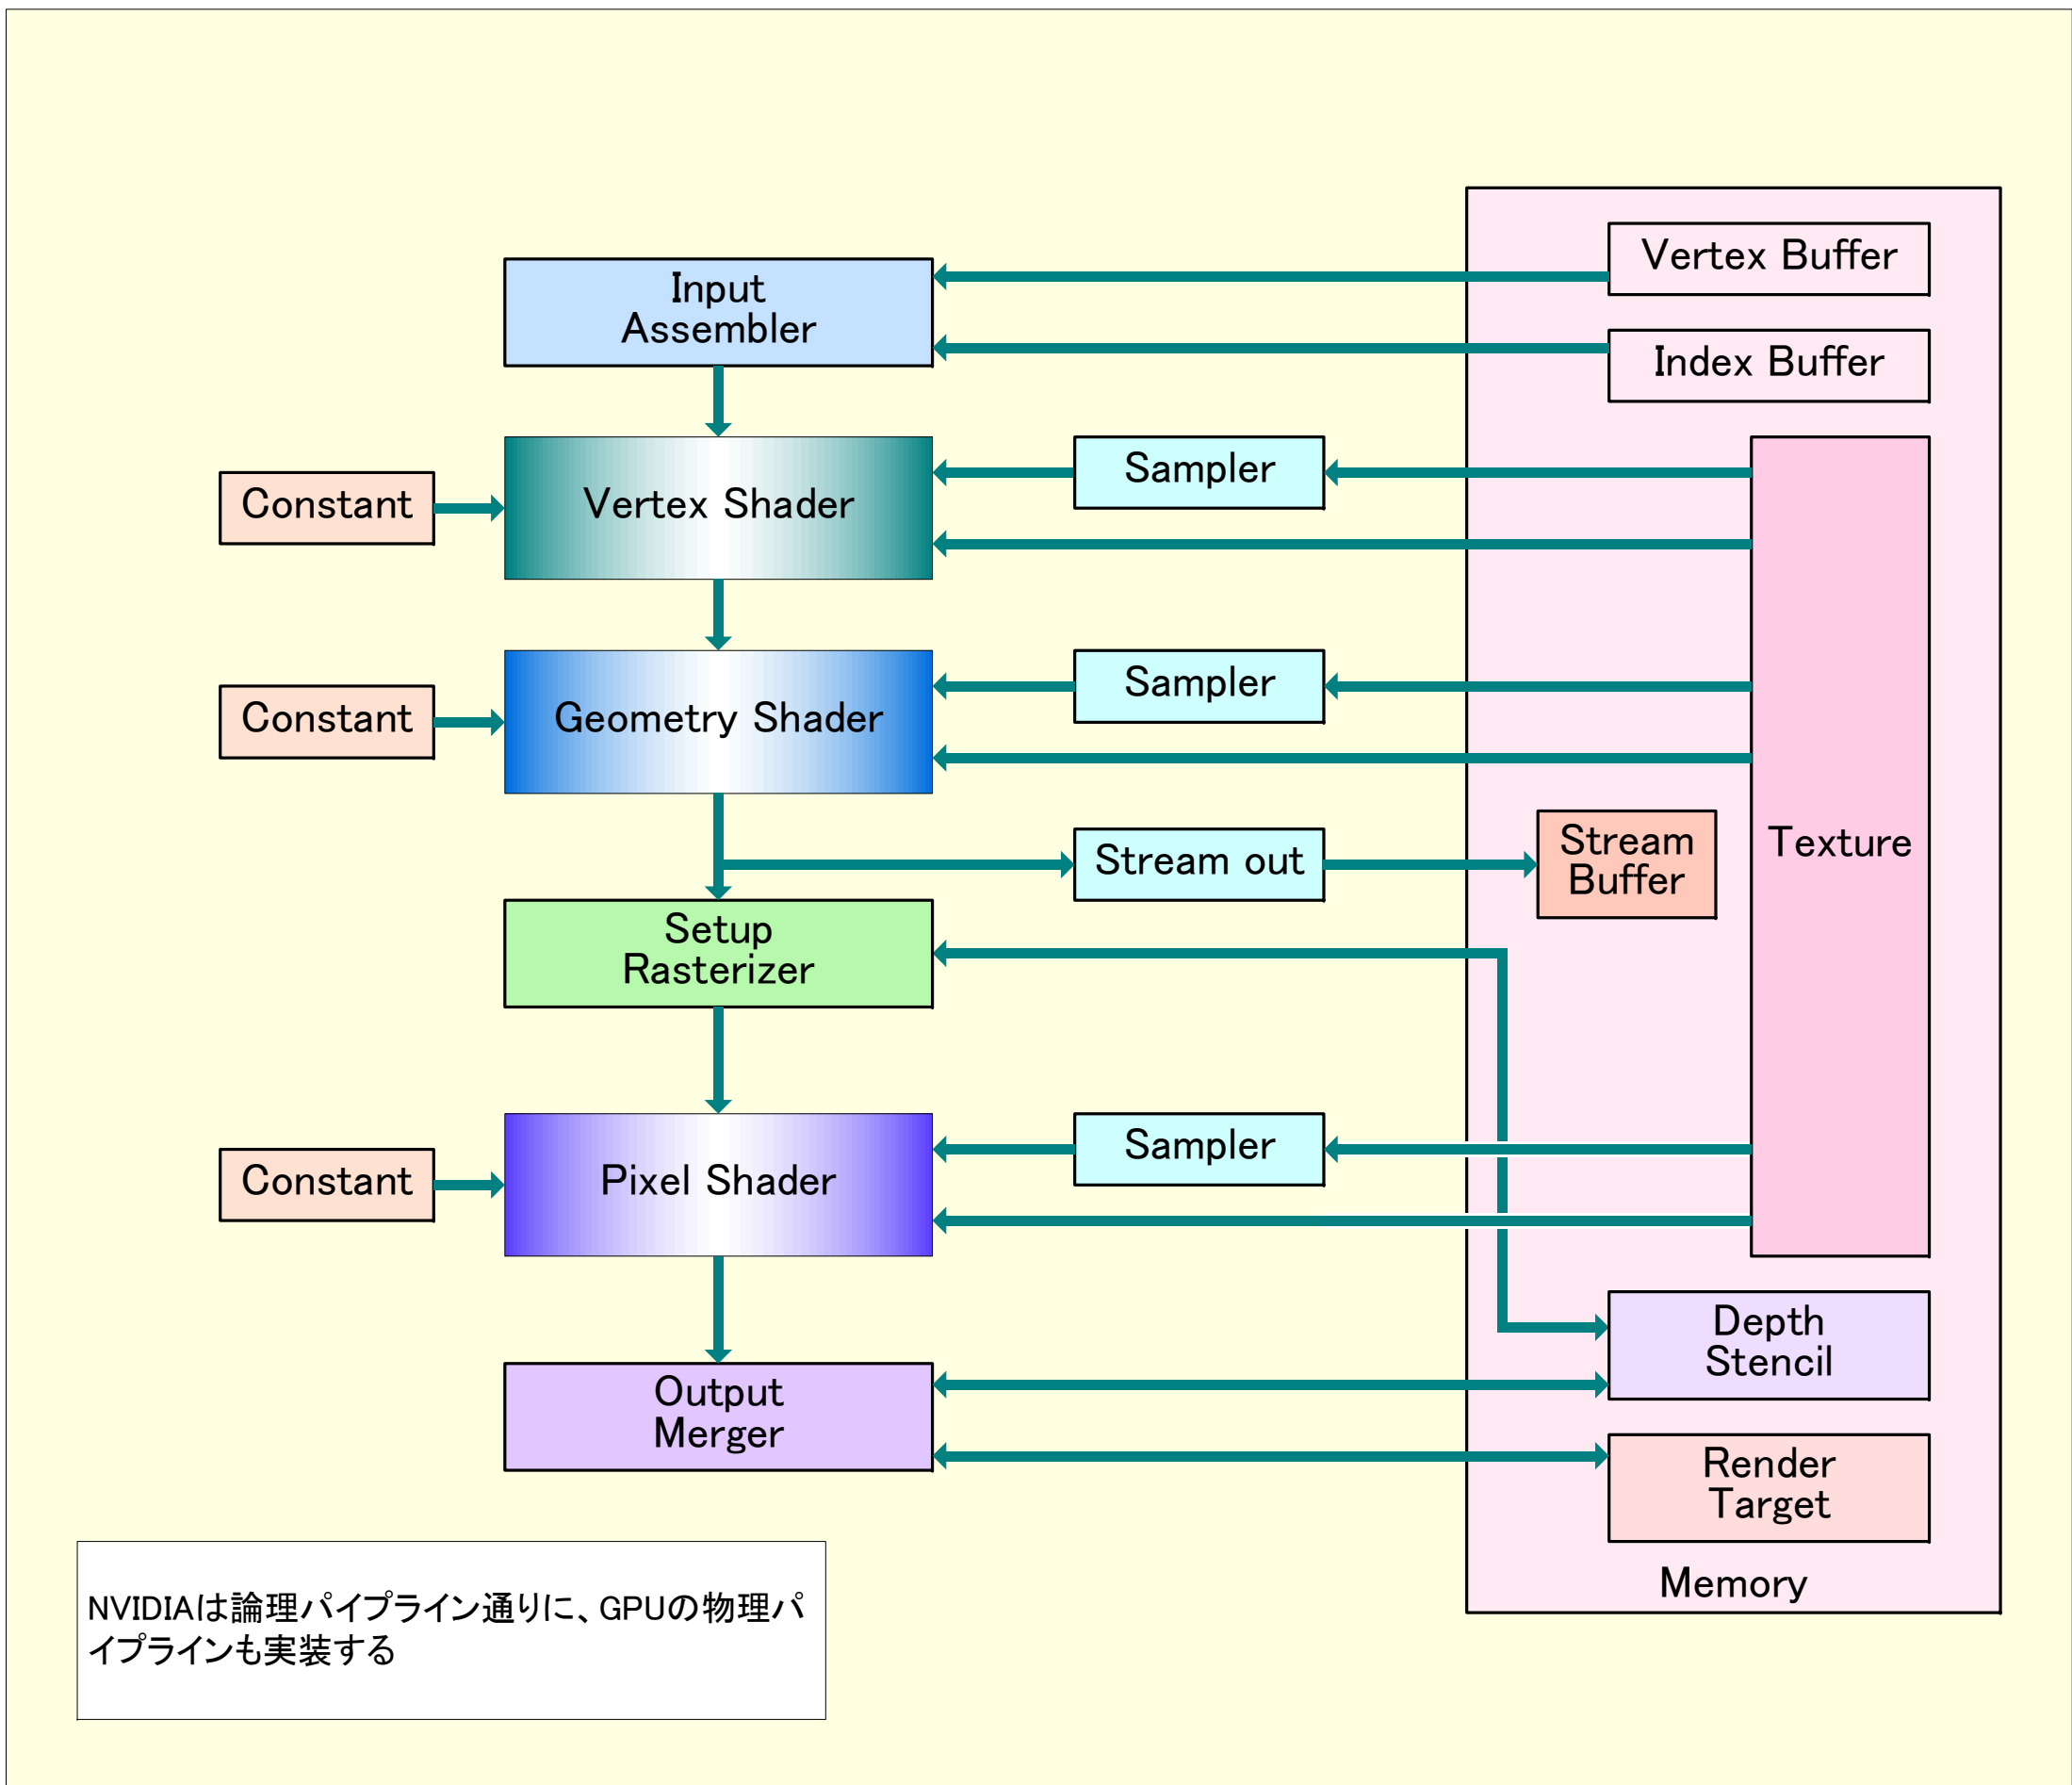 Vertex Buffer
Input
Assembler
Index Buffer
Constant
Vertex Shader
Sampler
Constant
Geometry Shader
Sampler
Texture
Stream out
Stream
Buffer
Setup
Rasterizer
Constant
Pixel Shader
Sampler
Depth
Stencil
Output
Merger
Render
Target
Memory
NVIDIAは論理パイプライン通りに、GPUの物理パ
イプラインも実装する